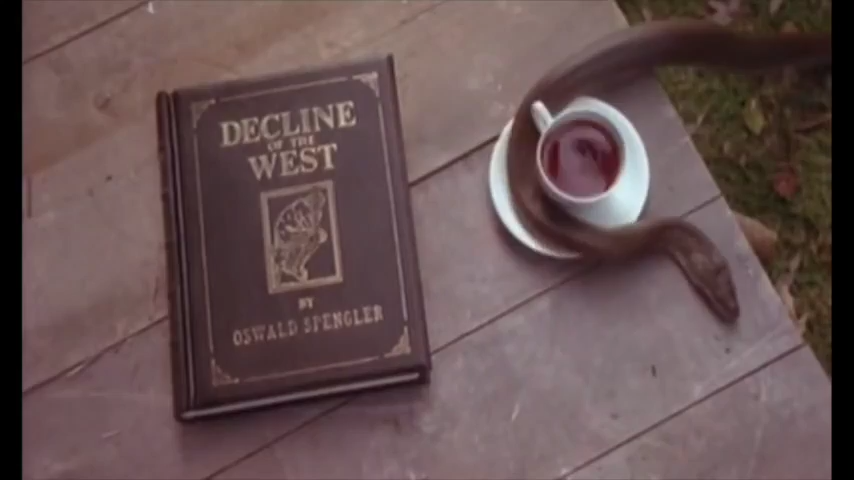 DECLINE
OF THE
WEST
BY
OSWALD SPENGLER